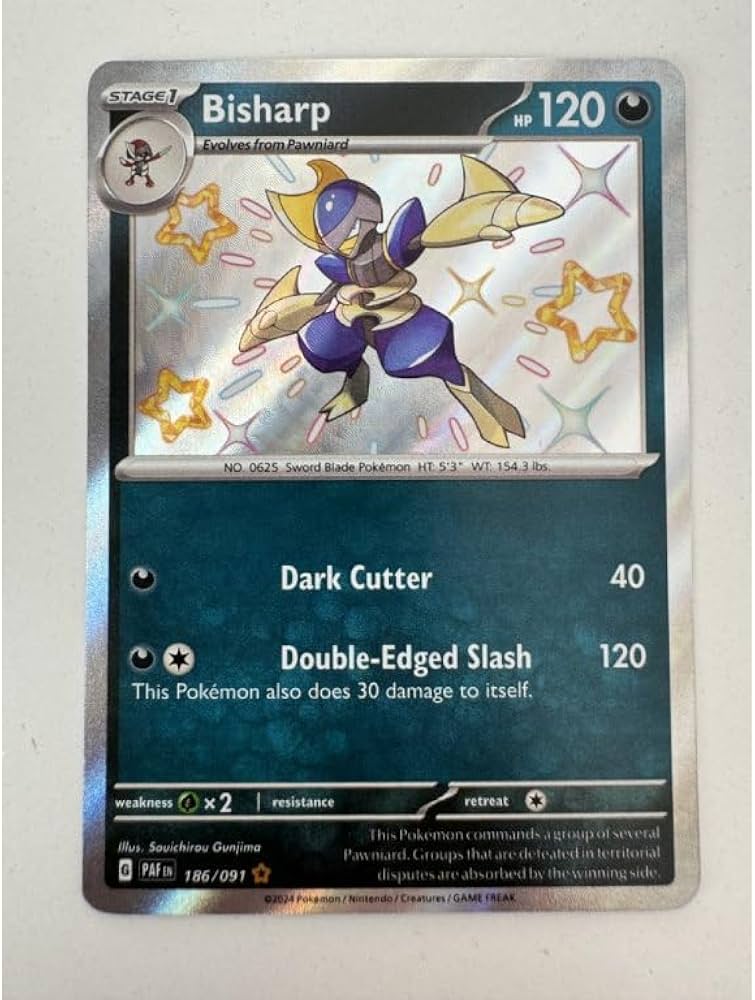 STAGE1 Bisharp HP 120
Evolves from Pawniard
NO. 0625 Sword Blade Pokémon HT: 5'3" WT: 154.3 lbs.
Dark Cutter 40
Double-Edged Slash 120
This Pokémon also does 30 damage to itself.
weakness ×2 resistance retreat
Illus. Souichirou Gunjima
This Pokémon commands a group of several
Pawniard. Groups that are defeated in territorial
disputes are absorbed by the winning side.
G PAF EN 186/091
©2024 Pokémon / Nintendo / Creatures / GAME FREAK